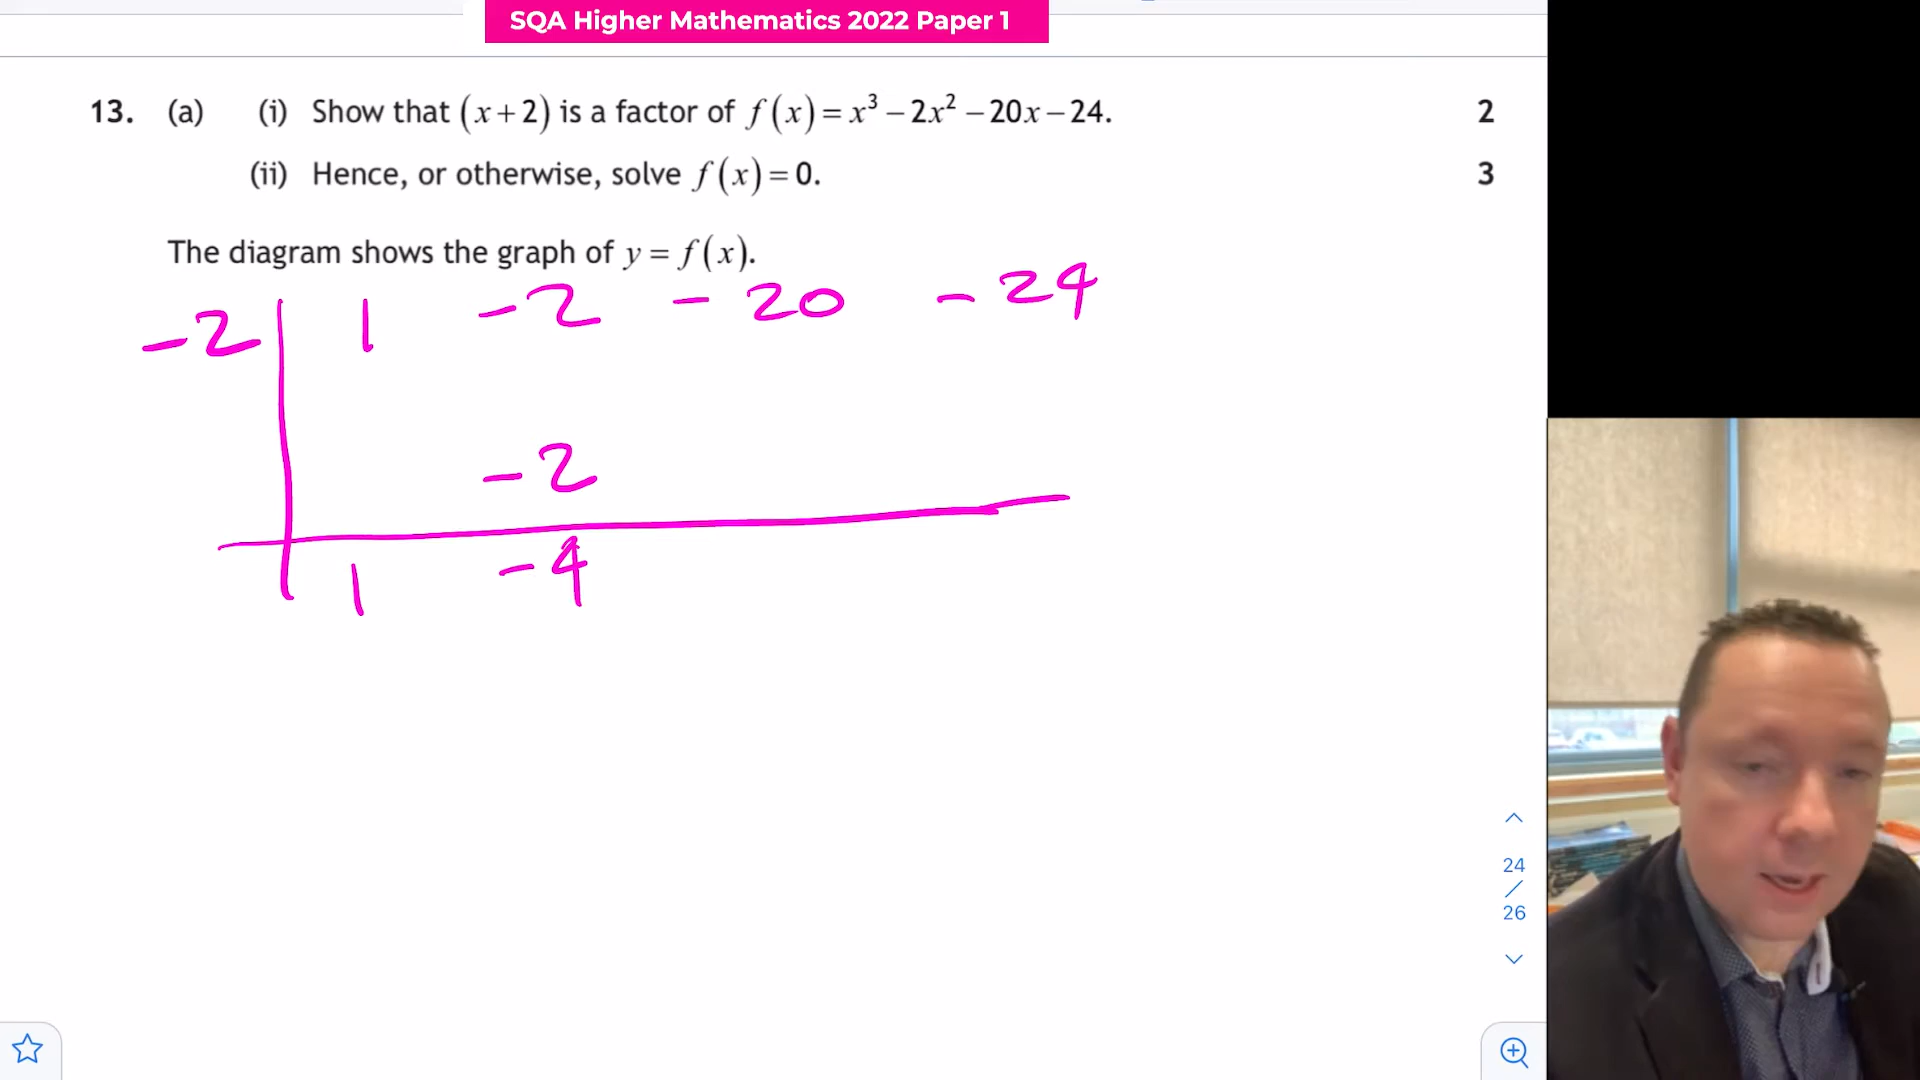 SQA Higher Mathematics 2022 Paper 1
13. (a) (i) Show that (x+2) is a factor of f(x)=x³−2x²−20x−24. 2
(ii) Hence, or otherwise, solve f(x)=0. 3
The diagram shows the graph of y=f(x).
-2 | 1 -2 -20 -24
-2
1 -4
24
/
26